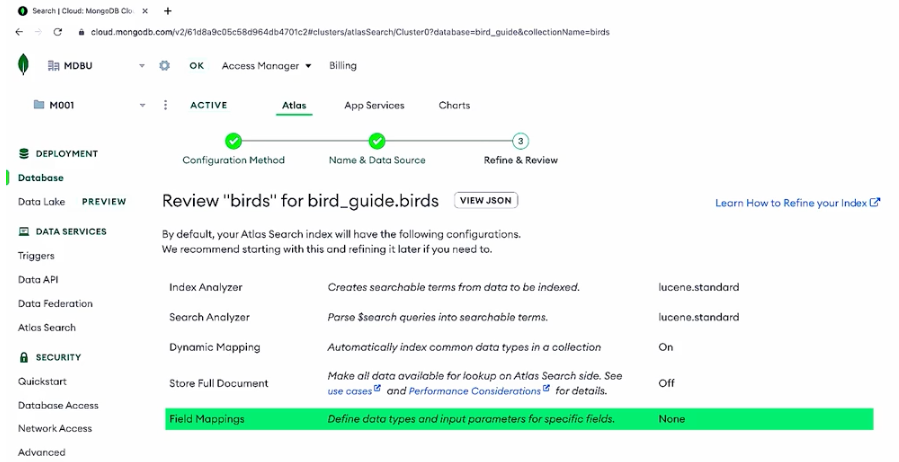 Search | Cloud: MongoDB Clo
cloud.mongodb.com/v2/61d8a9c05c58d964db4701c2#clusters/atlasSearch/Cluster0?database=bird_guide&collectionName=birds
MDBU OK Access Manager Billing
M001 ACTIVE Atlas App Services Charts
3
Configuration Method Name & Data Source Refine & Review
DEPLOYMENT
Database
Data Lake PREVIEW
DATA SERVICES
Triggers
Data API
Data Federation
Atlas Search
SECURITY
Quickstart
Database Access
Network Access
Advanced
Review "birds" for bird_guide.birds VIEW JSON Learn How to Refine your Index
By default, your Atlas Search index will have the following configurations.
We recommend starting with this and refining it later if you need to.
Index Analyzer Creates searchable terms from data to be indexed. lucene.standard
Search Analyzer Parse $search queries into searchable terms. lucene.standard
Dynamic Mapping Automatically index common data types in a collection On
Store Full Document Make all data available for lookup on Atlas Search side. See Off
use cases and Performance Considerations for details.
Field Mappings Define data types and input parameters for specific fields. None